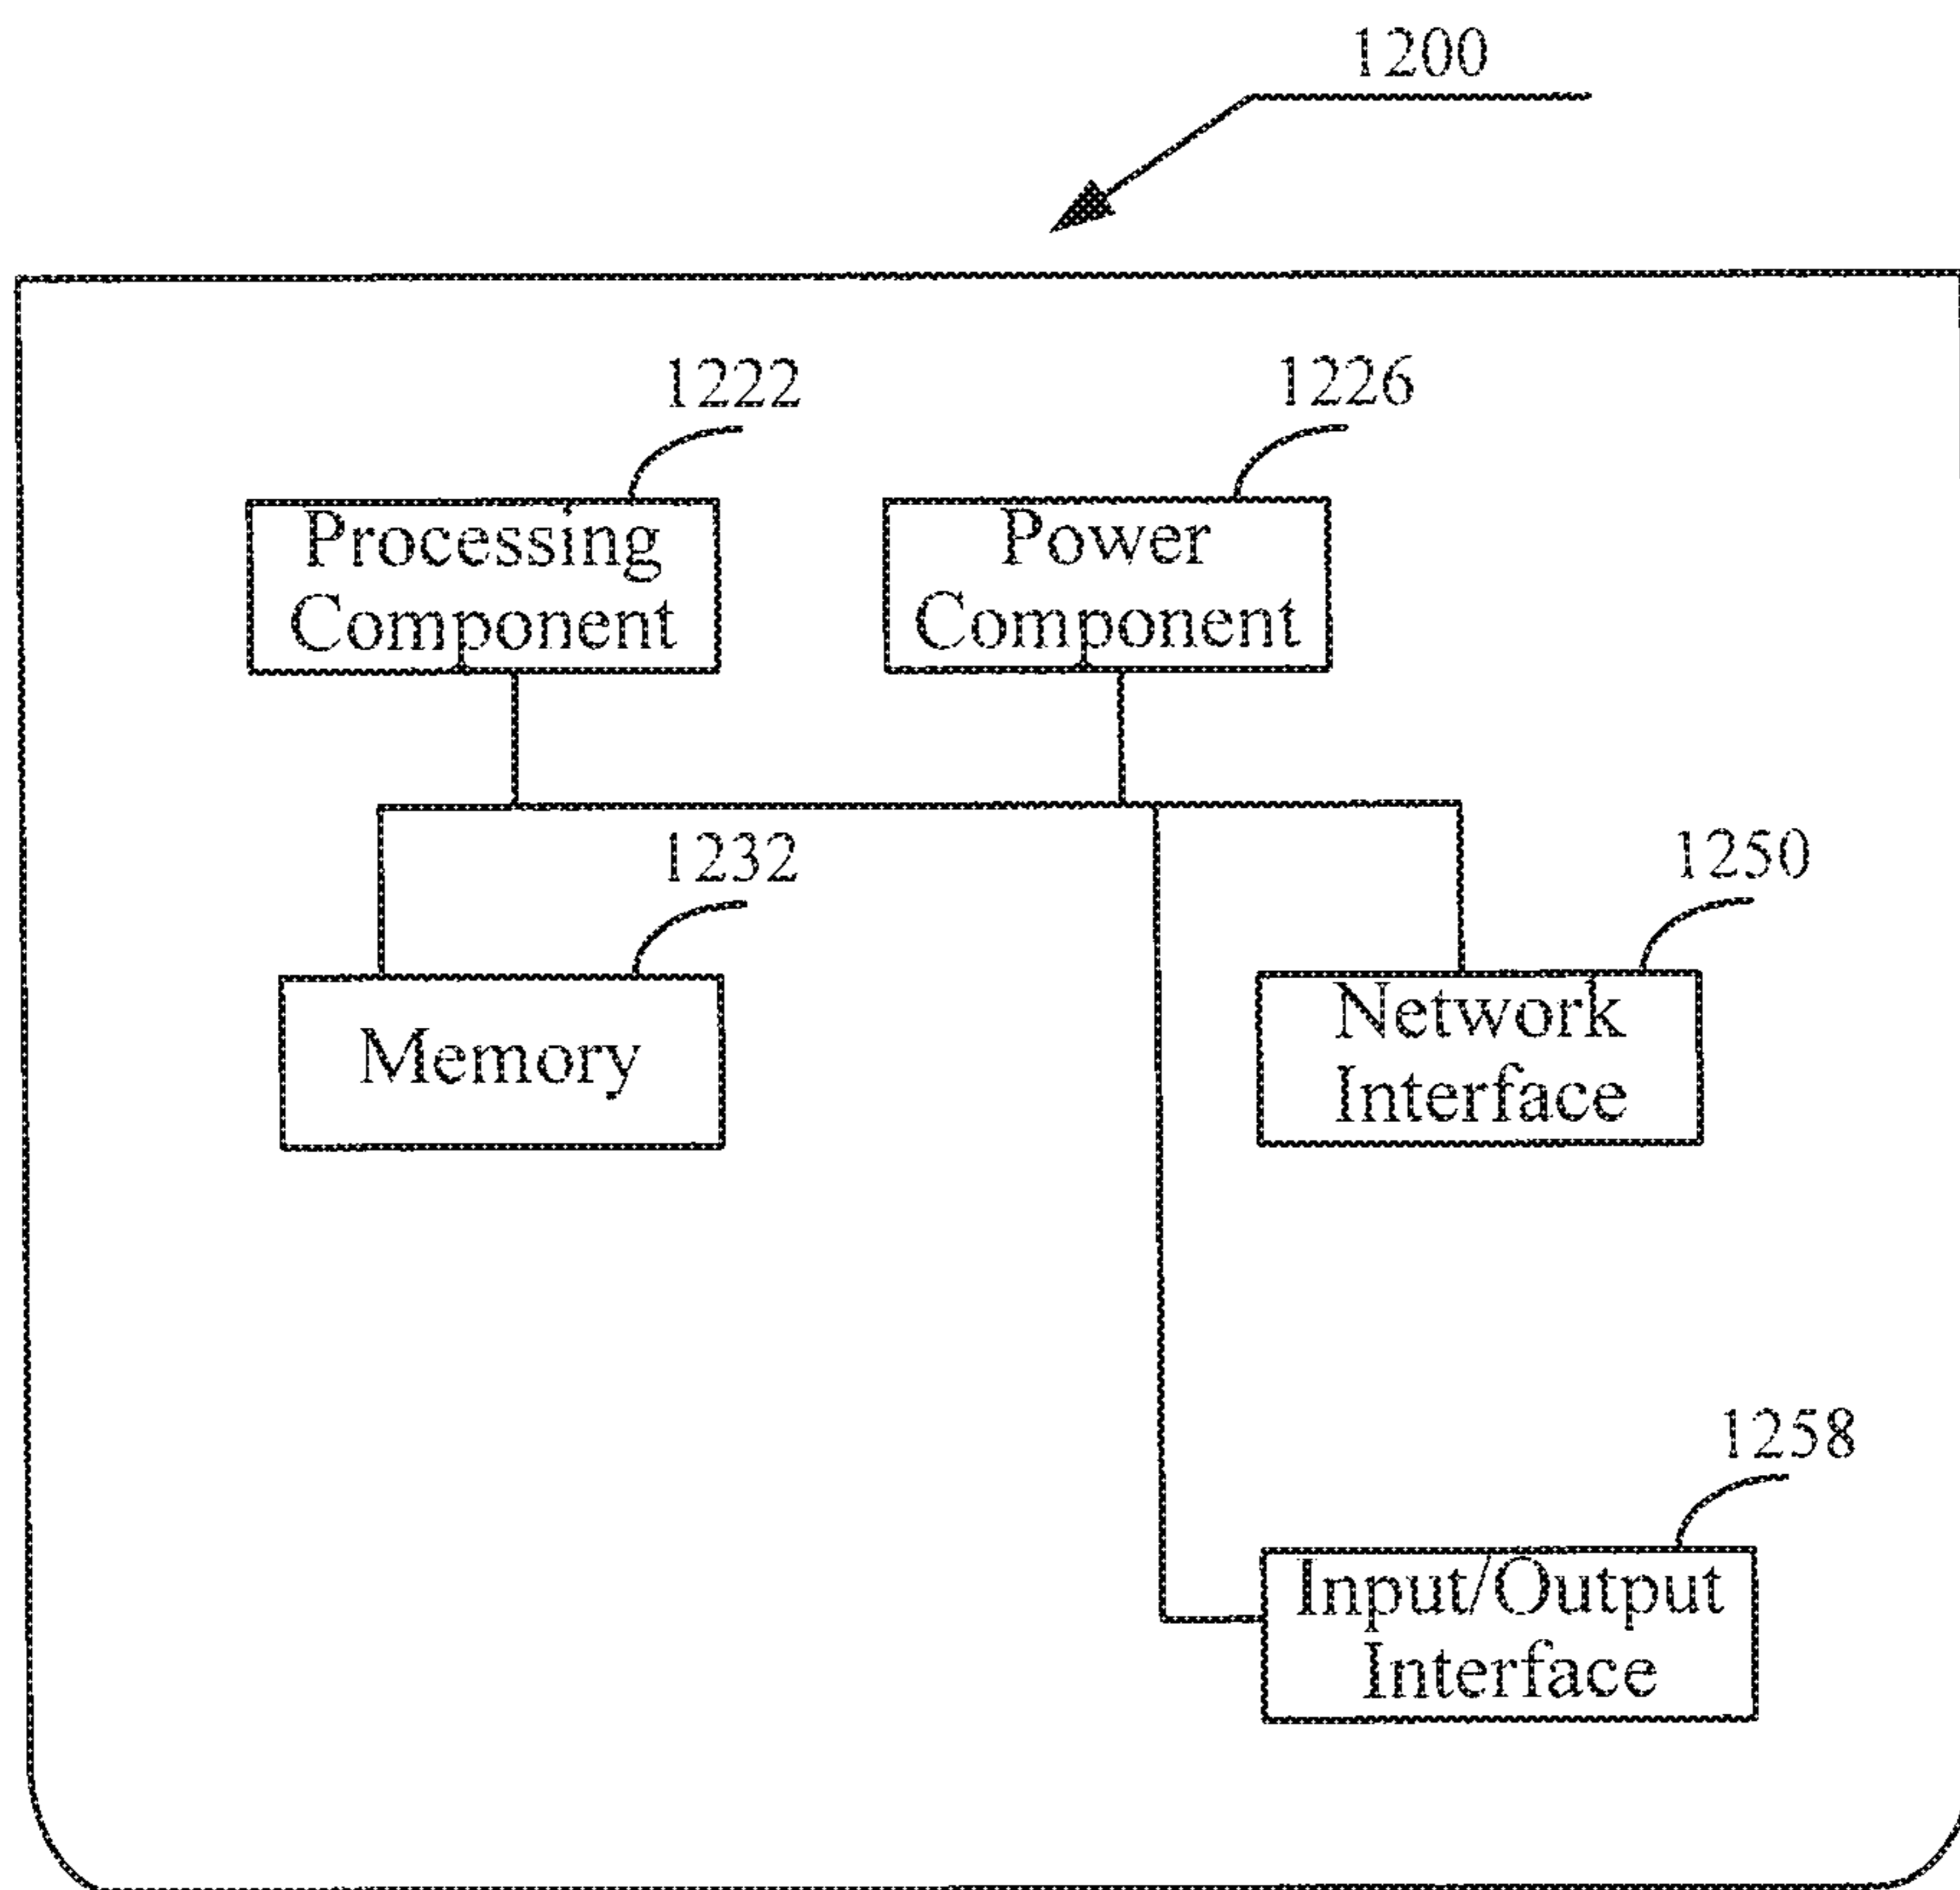 1200
1222
1226
Processing
Component
Power
Component
1232
1250
Memory
Network
Interface
1258
Input/Output
Interface